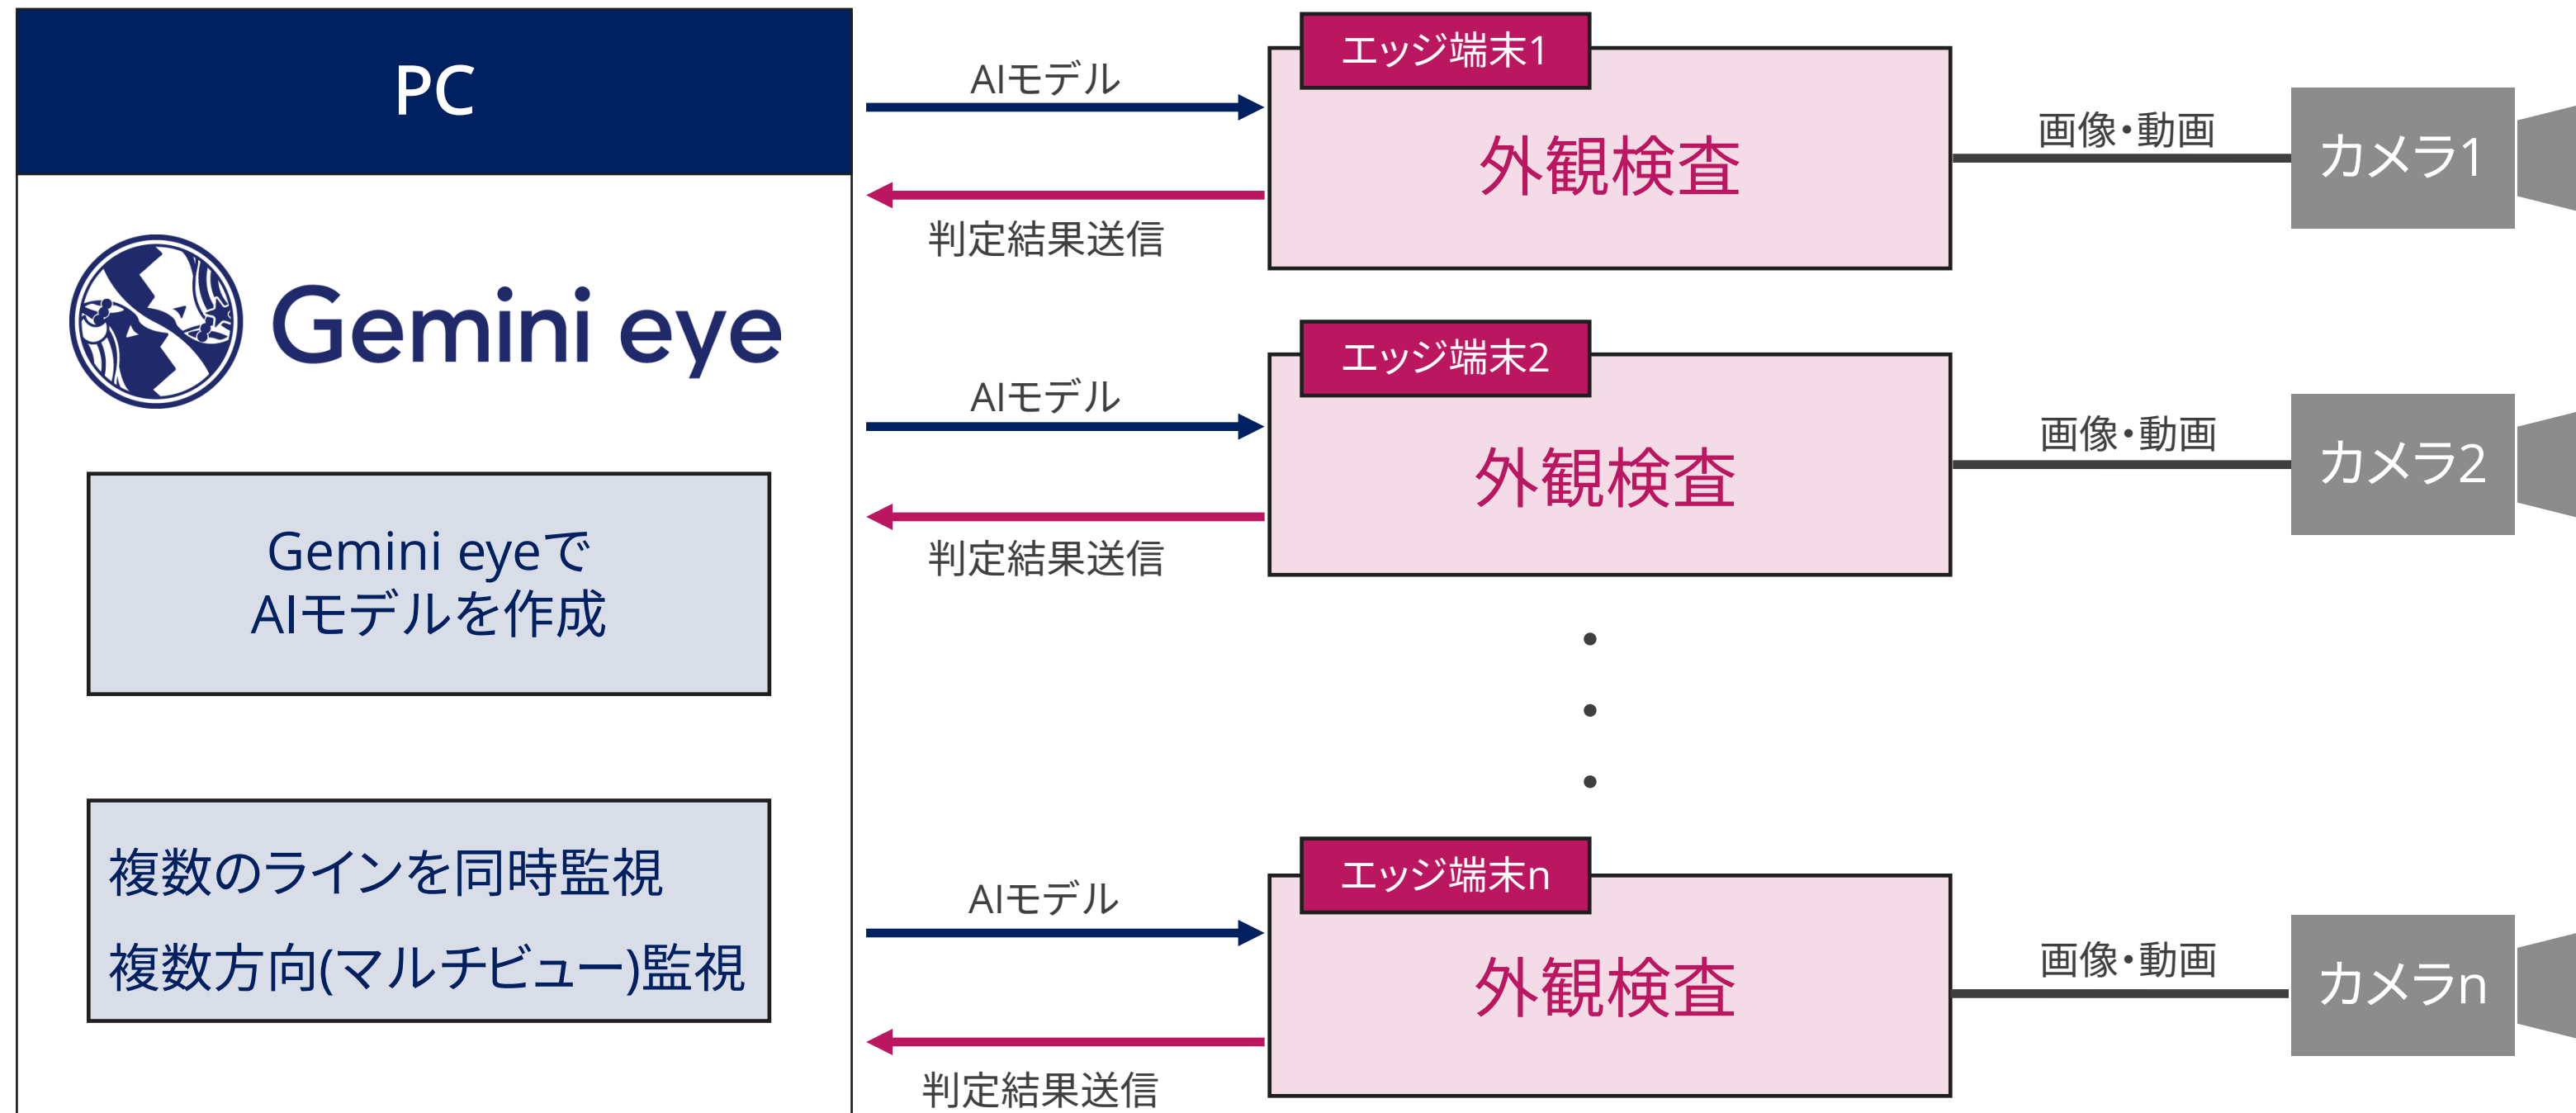 PC
Gemini eye
Gemini eyeで
AIモデルを作成
複数のラインを同時監視
複数方向(マルチビュー)監視
AIモデル
判定結果送信
エッジ端末1
外観検査
画像・動画
カメラ1
AIモデル
判定結果送信
エッジ端末2
外観検査
画像・動画
カメラ2
・
・
・
AIモデル
判定結果送信
エッジ端末n
外観検査
画像・動画
カメラn